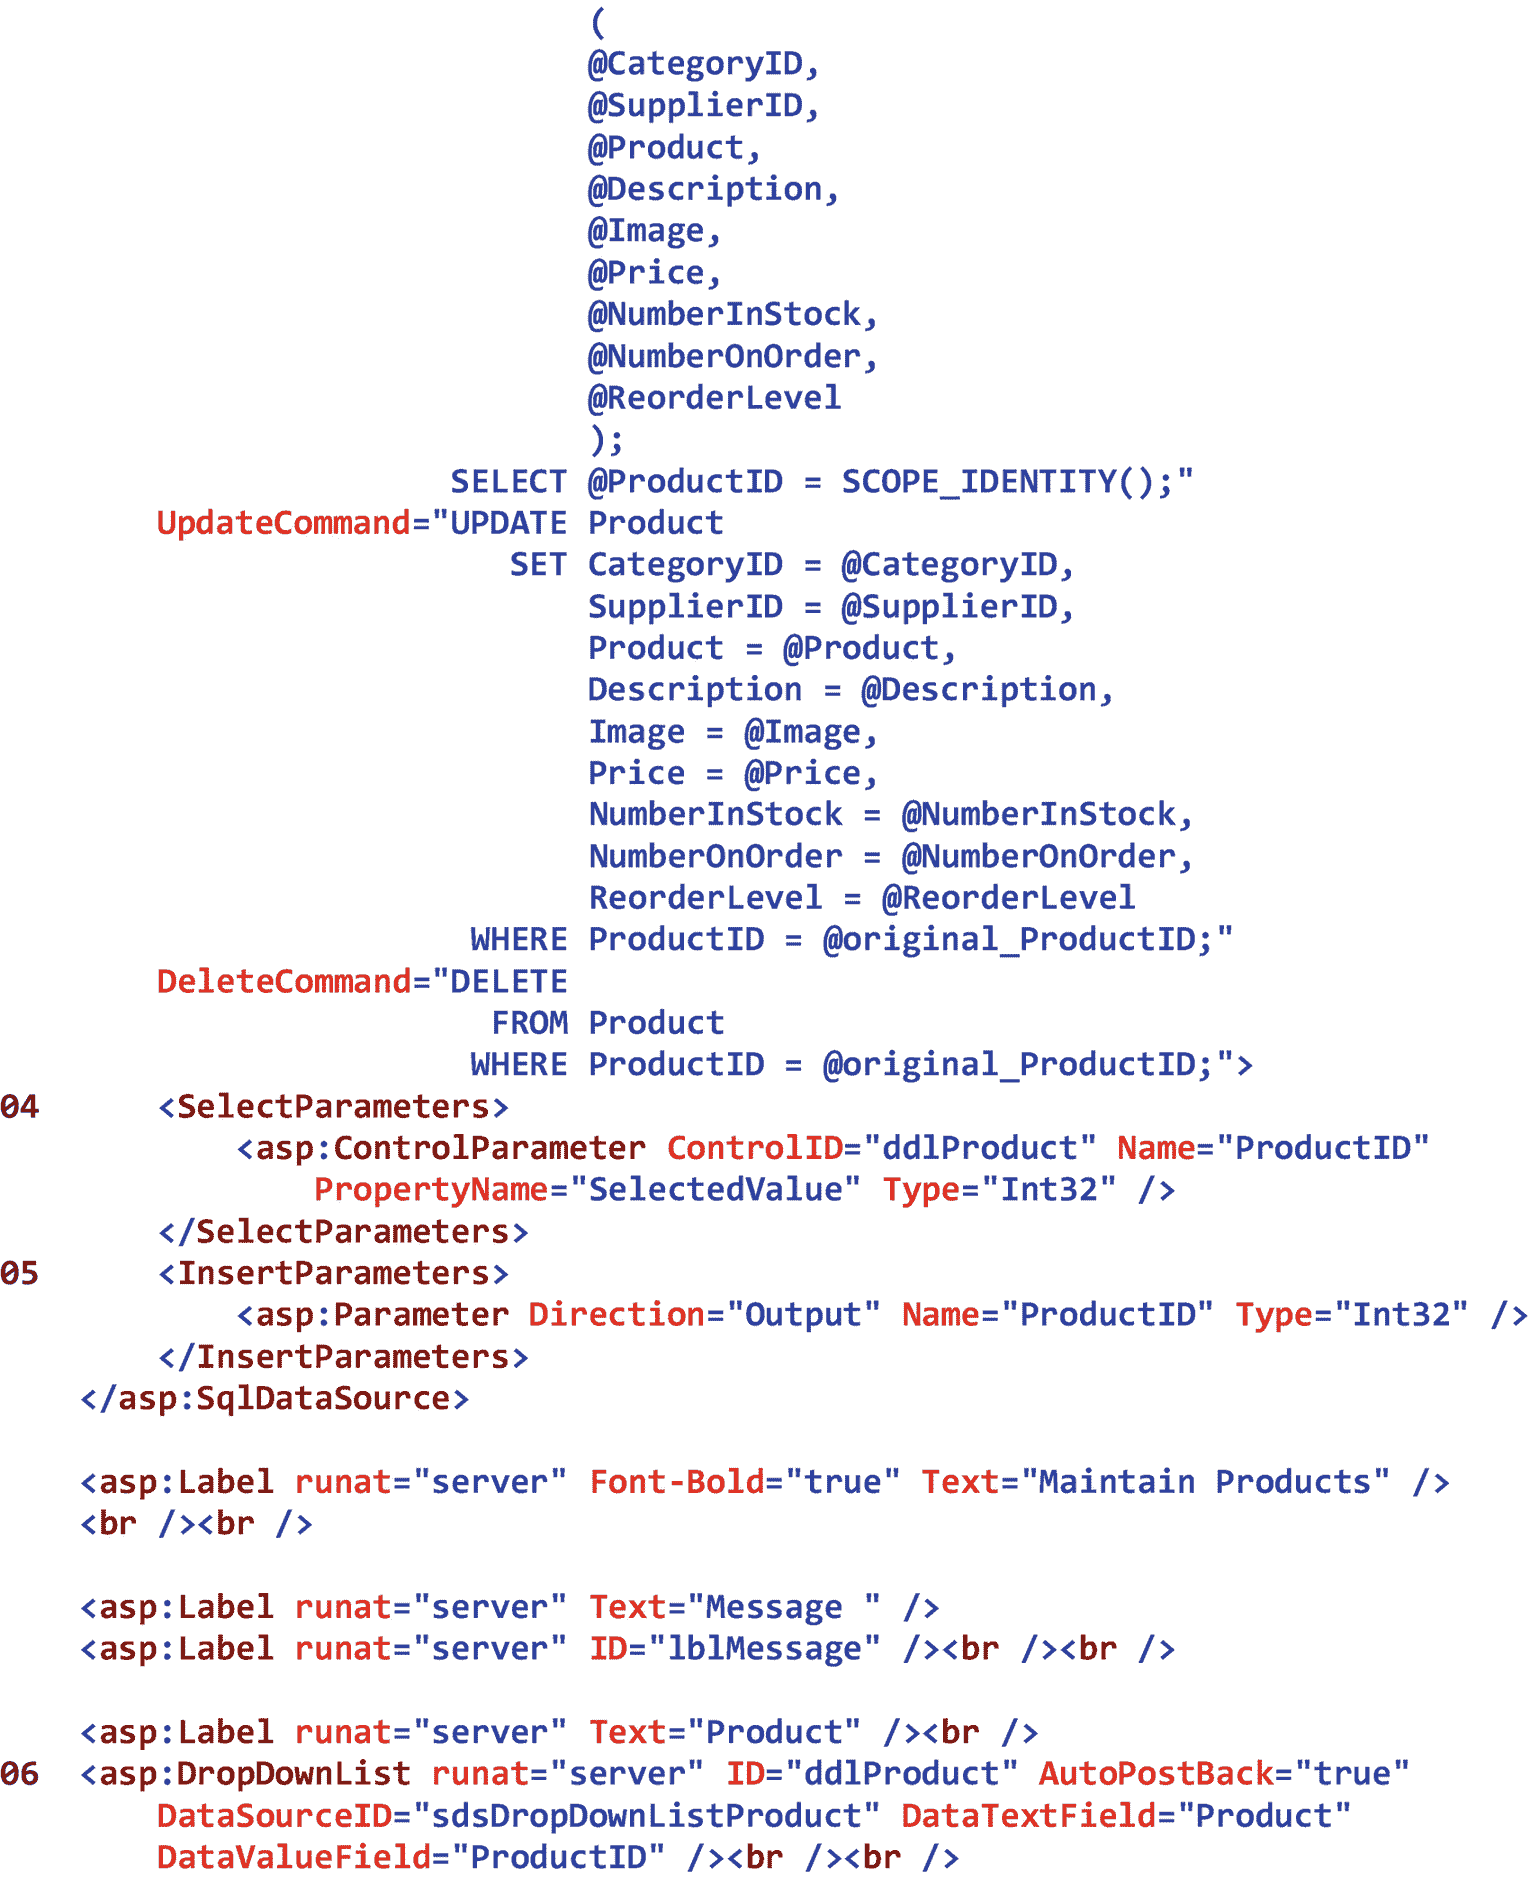 (
@CategoryID,
@SupplierID,
@Product,
@Description,
@Image,
@Price,
@NumberInStock,
@NumberOnOrder,
@ReorderLevel
);
SELECT @ProductID = SCOPE_IDENTITY();"
UpdateCommand="UPDATE Product
SET CategoryID = @CategoryID,
SupplierID = @SupplierID,
Product = @Product,
Description = @Description,
Image = @Image,
Price = @Price,
NumberInStock = @NumberInStock,
NumberOnOrder = @NumberOnOrder,
ReorderLevel = @ReorderLevel
WHERE ProductID = @original_ProductID;"
DeleteCommand="DELETE
FROM Product
WHERE ProductID = @original_ProductID;">
04 <SelectParameters>
<asp:ControlParameter ControlID="ddlProduct" Name="ProductID"
PropertyName="SelectedValue" Type="Int32" />
</SelectParameters>
05 <InsertParameters>
<asp:Parameter Direction="Output" Name="ProductID" Type="Int32" />
</InsertParameters>
</asp:SqlDataSource>
<asp:Label runat="server" Font-Bold="true" Text="Maintain Products" />
<br /><br />
<asp:Label runat="server" Text="Message " />
<asp:Label runat="server" ID="lblMessage" /><br /><br />
<asp:Label runat="server" Text="Product" /><br />
06 <asp:DropDownList runat="server" ID="ddlProduct" AutoPostBack="true"
DataSourceID="sdsDropDownListProduct" DataTextField="Product"
DataValueField="ProductID" /><br /><br />